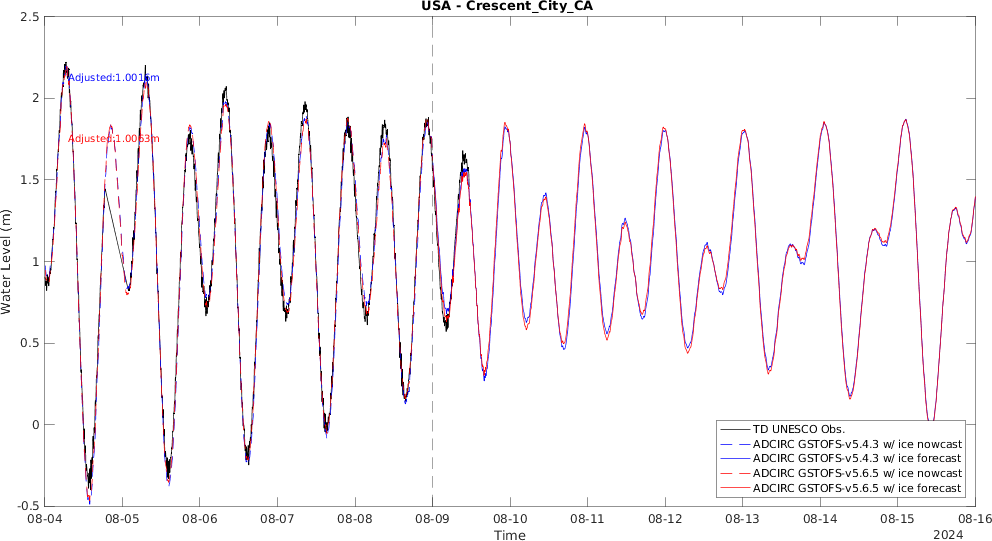 USA - Crescent_City_CA
2.5
2
1.5
1
0.5
0
-0.5
Water Level (m)
Adjusted:1.0016m
Adjusted:1.0063m
TD UNESCO Obs.
ADCIRC GSTOFS-v5.4.3 w/ ice nowcast
ADCIRC GSTOFS-v5.4.3 w/ ice forecast
ADCIRC GSTOFS-v5.6.5 w/ ice nowcast
ADCIRC GSTOFS-v5.6.5 w/ ice forecast
08-04 08-05 08-06 08-07 08-08 08-09 08-10 08-11 08-12 08-13 08-14 08-15 08-16
Time
2024